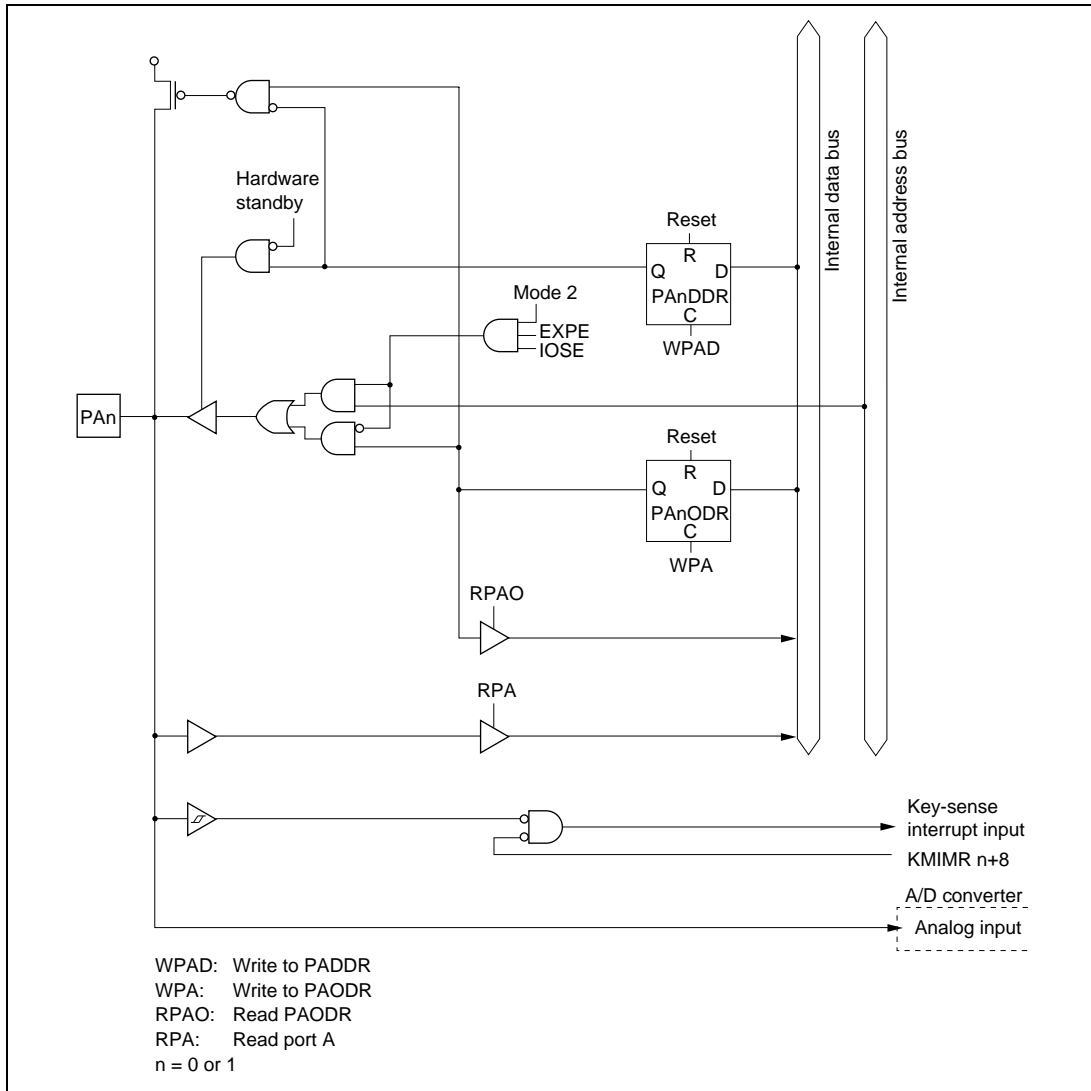 Hardware
standby
Internal data bus
Internal address bus
Reset
R
Q D
PAnDDR
C
WPAD
Mode 2
EXPE
IOSE
PAn
Reset
R
Q D
PAnODR
C
WPA
RPAO
RPA
Key-sense
interrupt input
KMIMR n+8
A/D converter
Analog input
WPAD: Write to PADDR
WPA: Write to PAODR
RPAO: Read PAODR
RPA: Read port A
n = 0 or 1